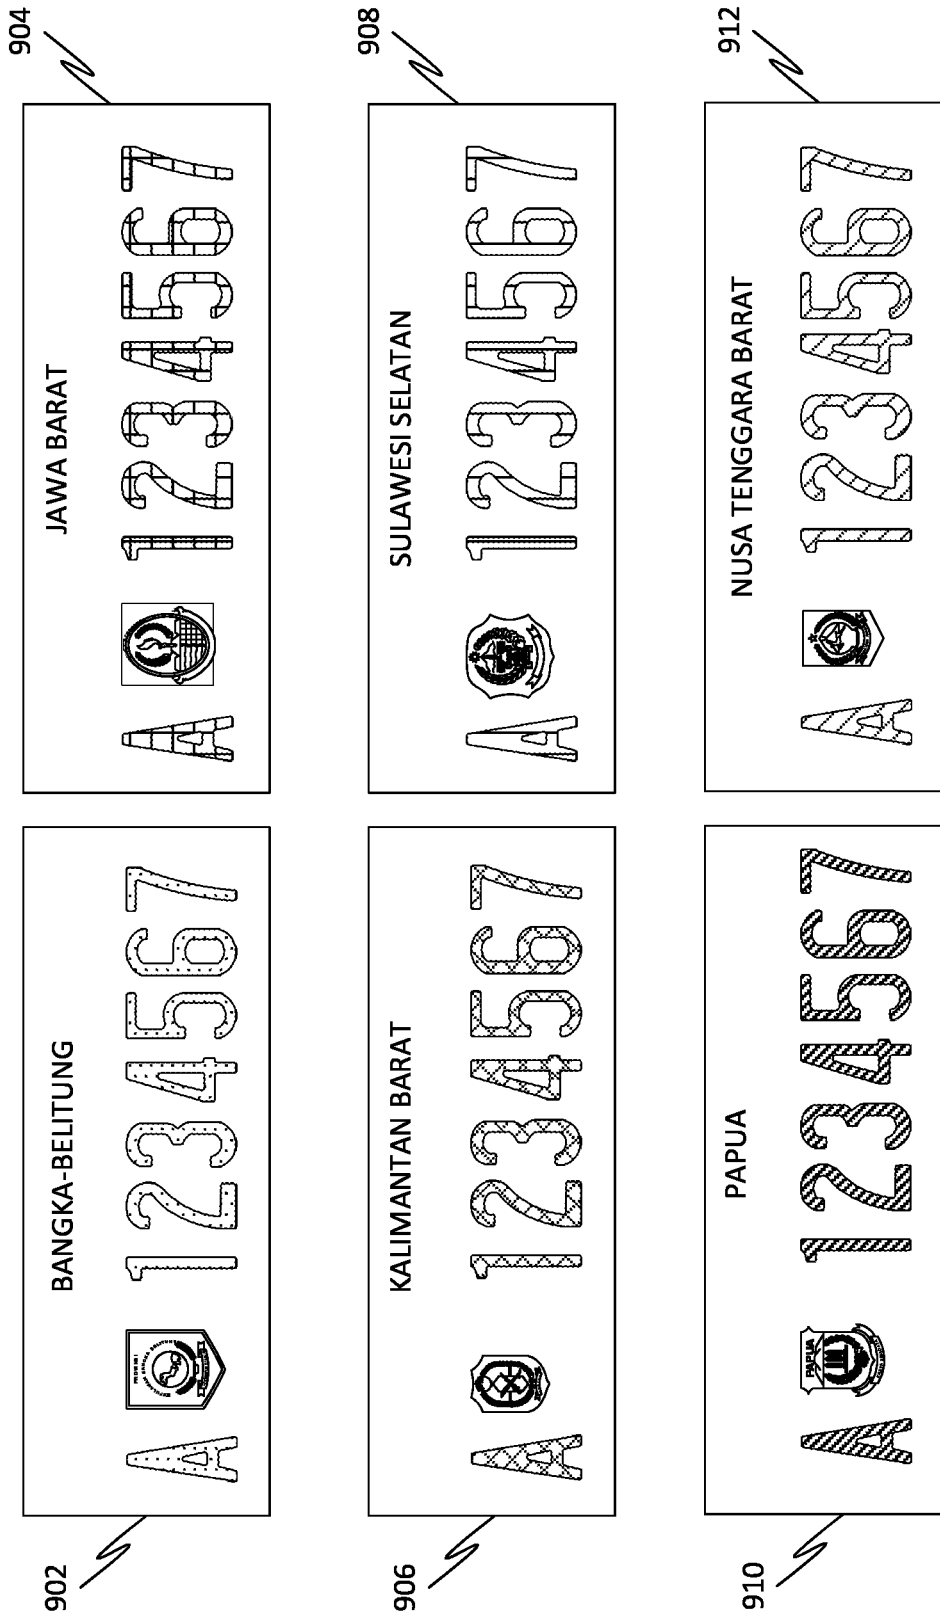 902
BANGKA-BELITUNG
A 1234567
904
JAWA BARAT
A 1234567
906
KALIMANTAN BARAT
A 1234567
908
SULAWESI SELATAN
A 1234567
910
PAPUA
A PAPUA 1234567
912
NUSA TENGGARA BARAT
A 1234567